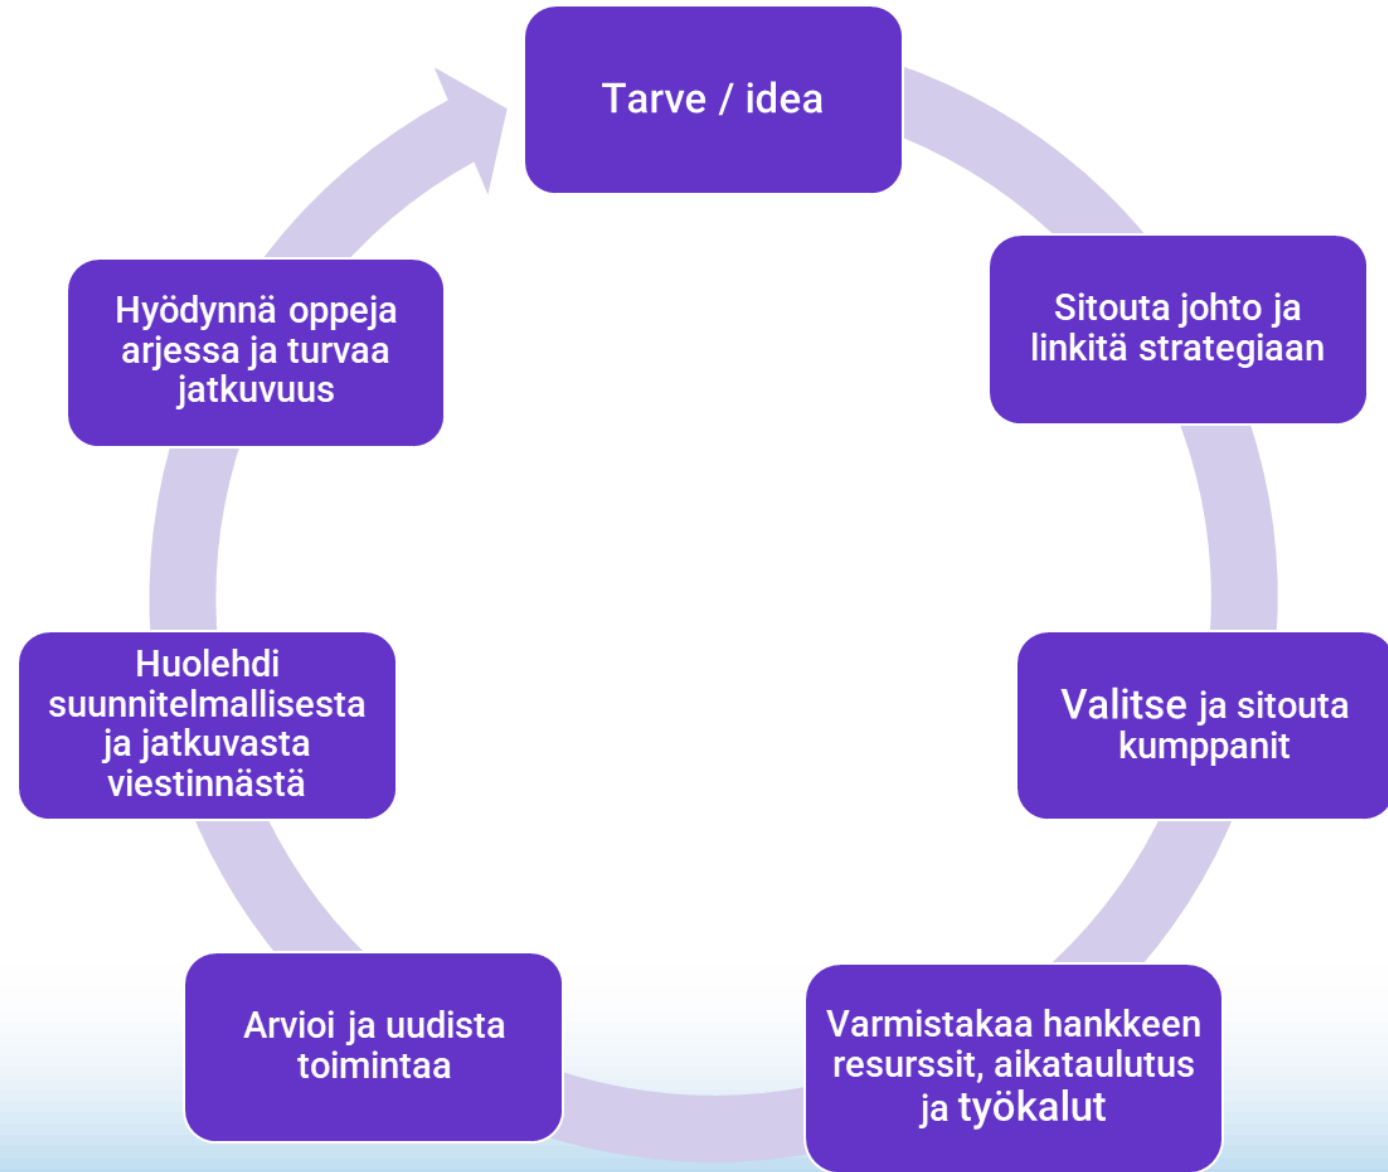 Tarve / idea
Sitouta johto ja
linkitä strategiaan
Valitse ja sitouta
kumppanit
Varmistakaa hankkeen
resurssit, aikataulutus
ja työkalut
Arvioi ja uudista
toimintaa
Huolehdi
suunnitelmallisesta
ja jatkuvasta
viestinnästä
Hyödynnä oppeja
arjessa ja turvaa
jatkuvuus